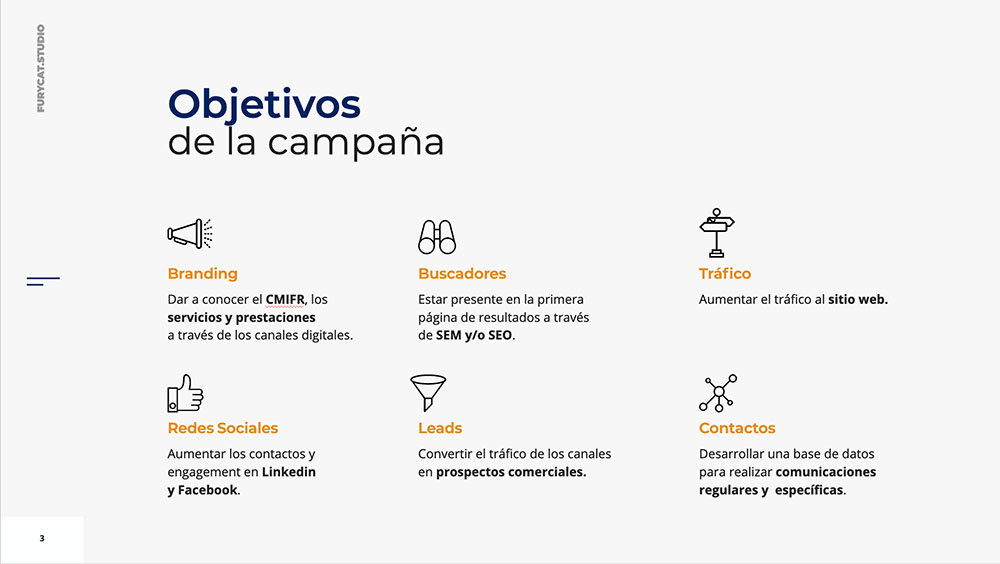 FURYCAT.STUDIO
Objetivos
de la campaña
Branding
Dar a conocer el CMIFR, los
servicios y prestaciones
a través de los canales digitales.
Buscadores
Estar presente en la primera
página de resultados a través
de SEM y/o SEO.
Tráfico
Aumentar el tráfico al sitio web.
Redes Sociales
Aumentar los contactos y
engagement en Linkedin
y Facebook.
Leads
Convertir el tráfico de los canales
en prospectos comerciales.
Contactos
Desarrollar una base de datos
para realizar comunicaciones
regulares y  específicas.
3